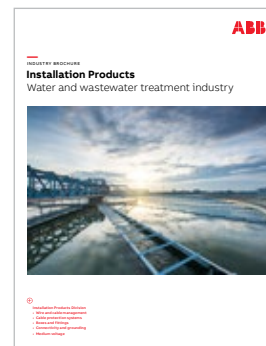 ABB
INDUSTRY BROCHURE
Installation Products
Water and wastewater treatment industry
Installation Products Division
- Wire and cable management
- Cable protection systems
- Boxes and fittings
- Connectivity and grounding
- Medium voltage